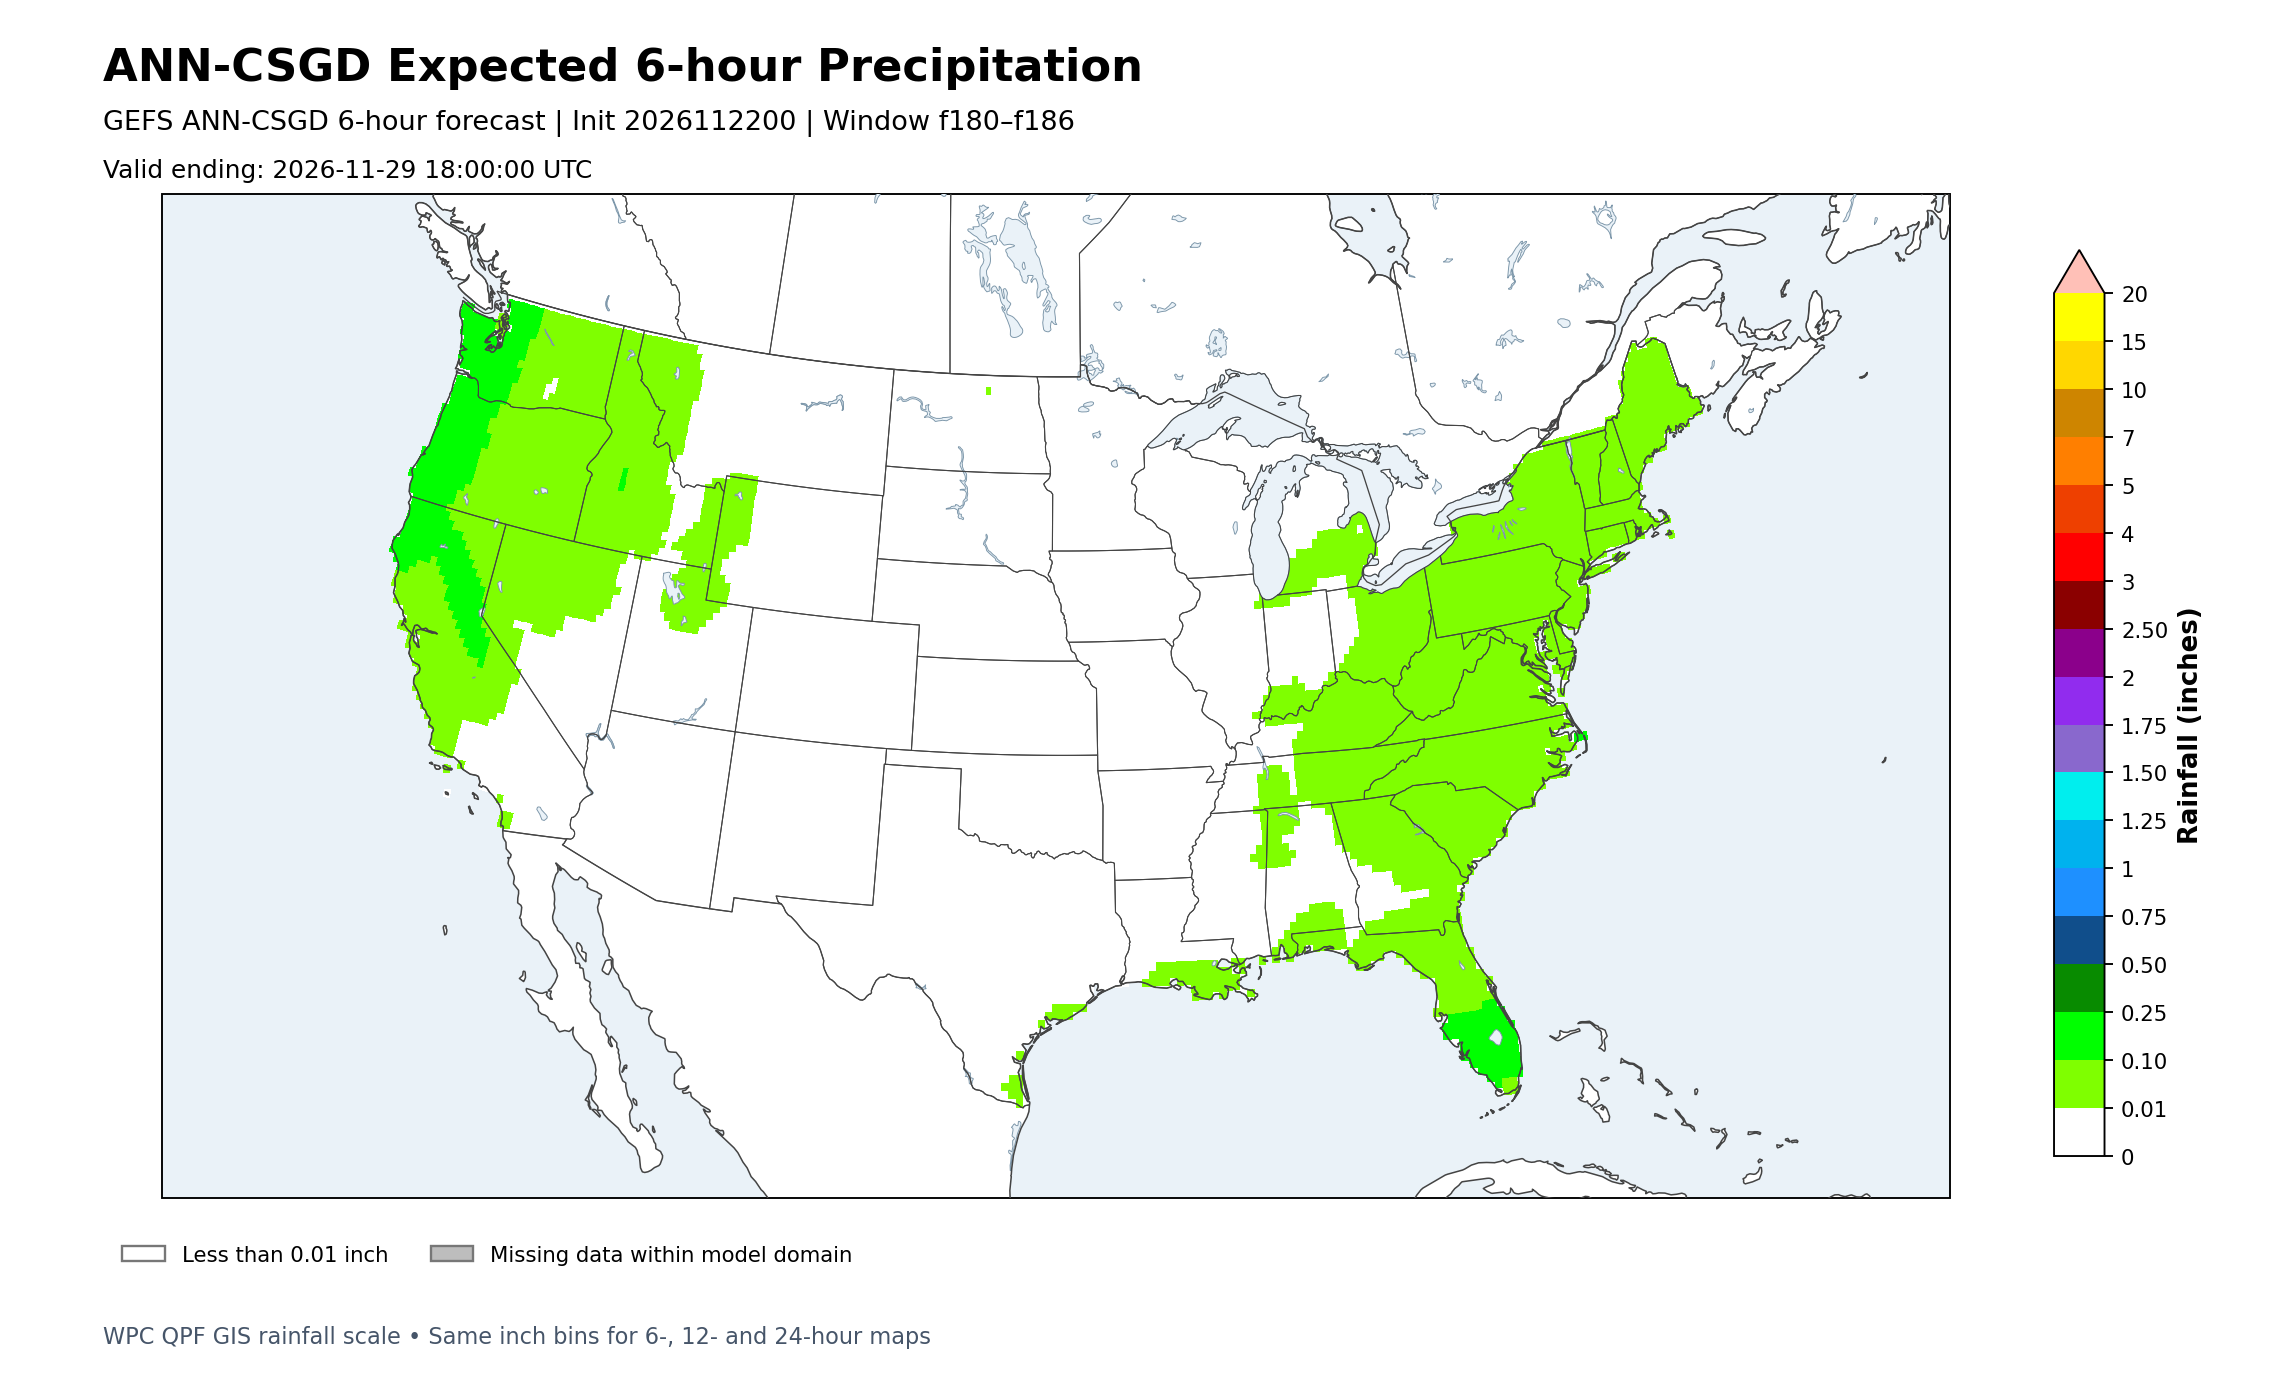 ANN-CSGD Expected 6-hour Precipitation
GEFS ANN-CSGD 6-hour forecast | Init 2026112200 | Window f180–f186
Valid ending: 2026-11-29 18:00:00 UTC
20
15
10
7
5
4
3
2.50
2
1.75
1.50
1.25
1
0.75
0.50
0.25
0.10
0.01
0
Rainfall (inches)
Less than 0.01 inch
Missing data within model domain
WPC QPF GIS rainfall scale • Same inch bins for 6-, 12- and 24-hour maps